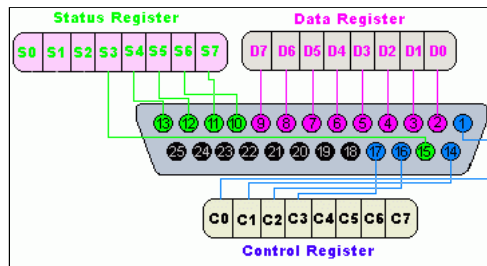 Status Register Data Register
S0 S1 S2 S3 S4 S5 S6 S7 D7 D6 D5 D4 D3 D2 D1 D0
13 12 11 10 9 8 7 6 5 4 3 2 1
25 24 23 22 21 20 19 18 17 16 15 14
C0 C1 C2 C3 C4 C5 C6 C7
Control Register